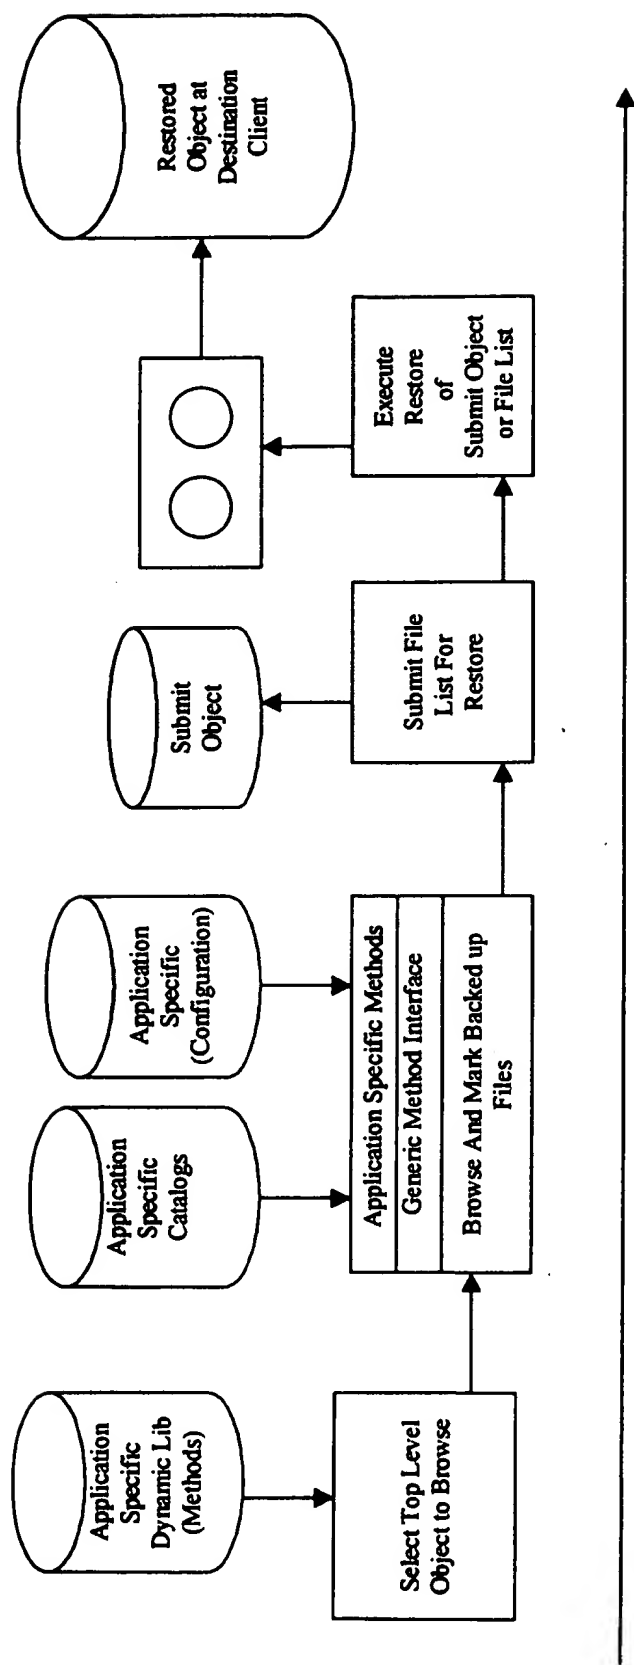 Application
Specific
Dynamic Lib
(Methods)
Select Top Level
Object to Browse
Application
Specific
Catalogs
Application
Specific
(Configuration)
Application Specific Methods
Generic Method Interface
Browse And Mark Backed up
Files
Submit
Object
Submit File
List For
Restore
Execute
Restore
of
Submit Object
or File List
Restored
Object at
Destination
Client